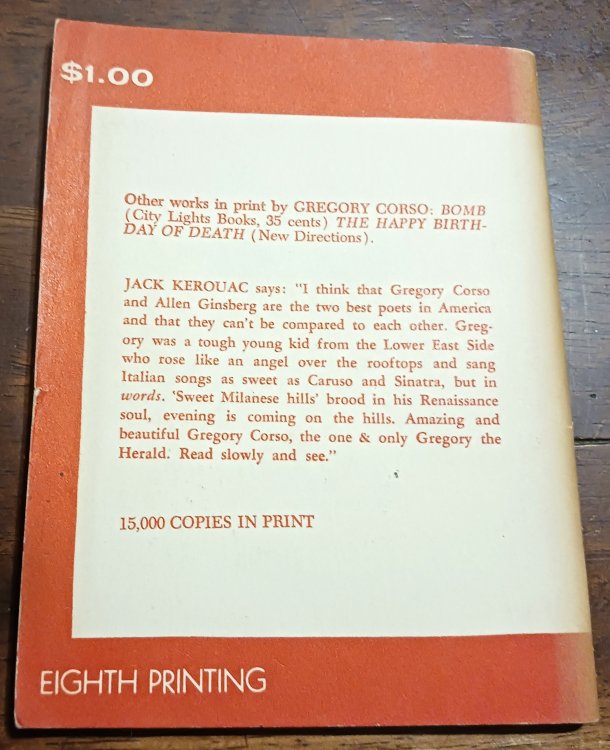 $1.00
Other works in print by GREGORY CORSO: BOMB
(City Lights Books, 35 cents) THE HAPPY BIRTH-
DAY OF DEATH (New Directions).
JACK KEROUAC says: "I think that Gregory Corso
and Allen Ginsberg are the two best poets in America
and that they can't be compared to each other. Greg-
ory was a tough young kid from the Lower East Side
who rose like an angel over the rooftops and sang
Italian songs as sweet as Caruso and Sinatra, but in
words. 'Sweet Milanese hills' brood in his Renaissance
soul, evening is coming on the hills. Amazing and
beautiful Gregory Corso, the one & only Gregory the
Herald. Read slowly and see."
15,000 COPIES IN PRINT
EIGHTH PRINTING